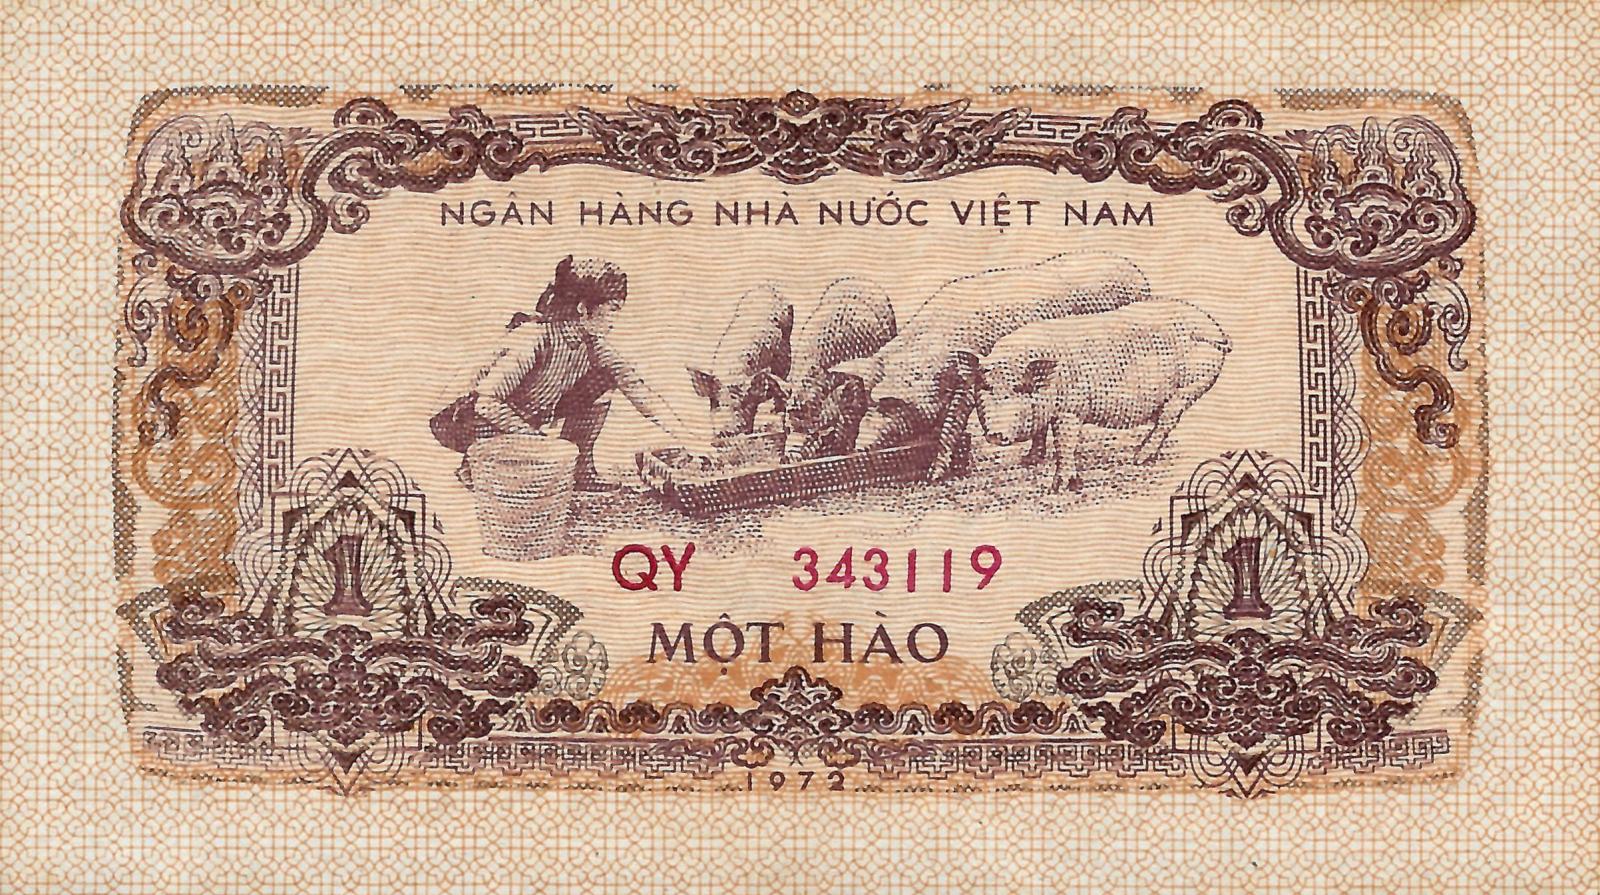 NGÂN HÀNG NHÀ NƯỚC VIỆT NAM
QY 343119
1 1
MỘT HÀO
1972